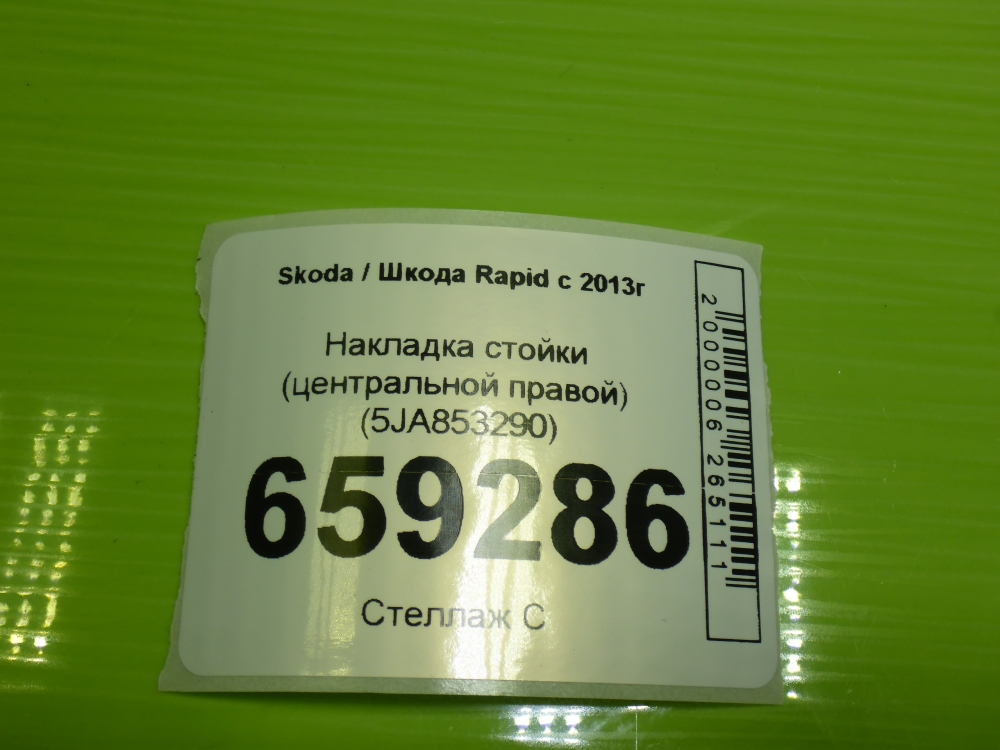 Skoda / Шкода Rapid с 2013г
Накладка стойки
(центральной правой)
(5JA853290)
659286
Стеллаж С
2000006265111